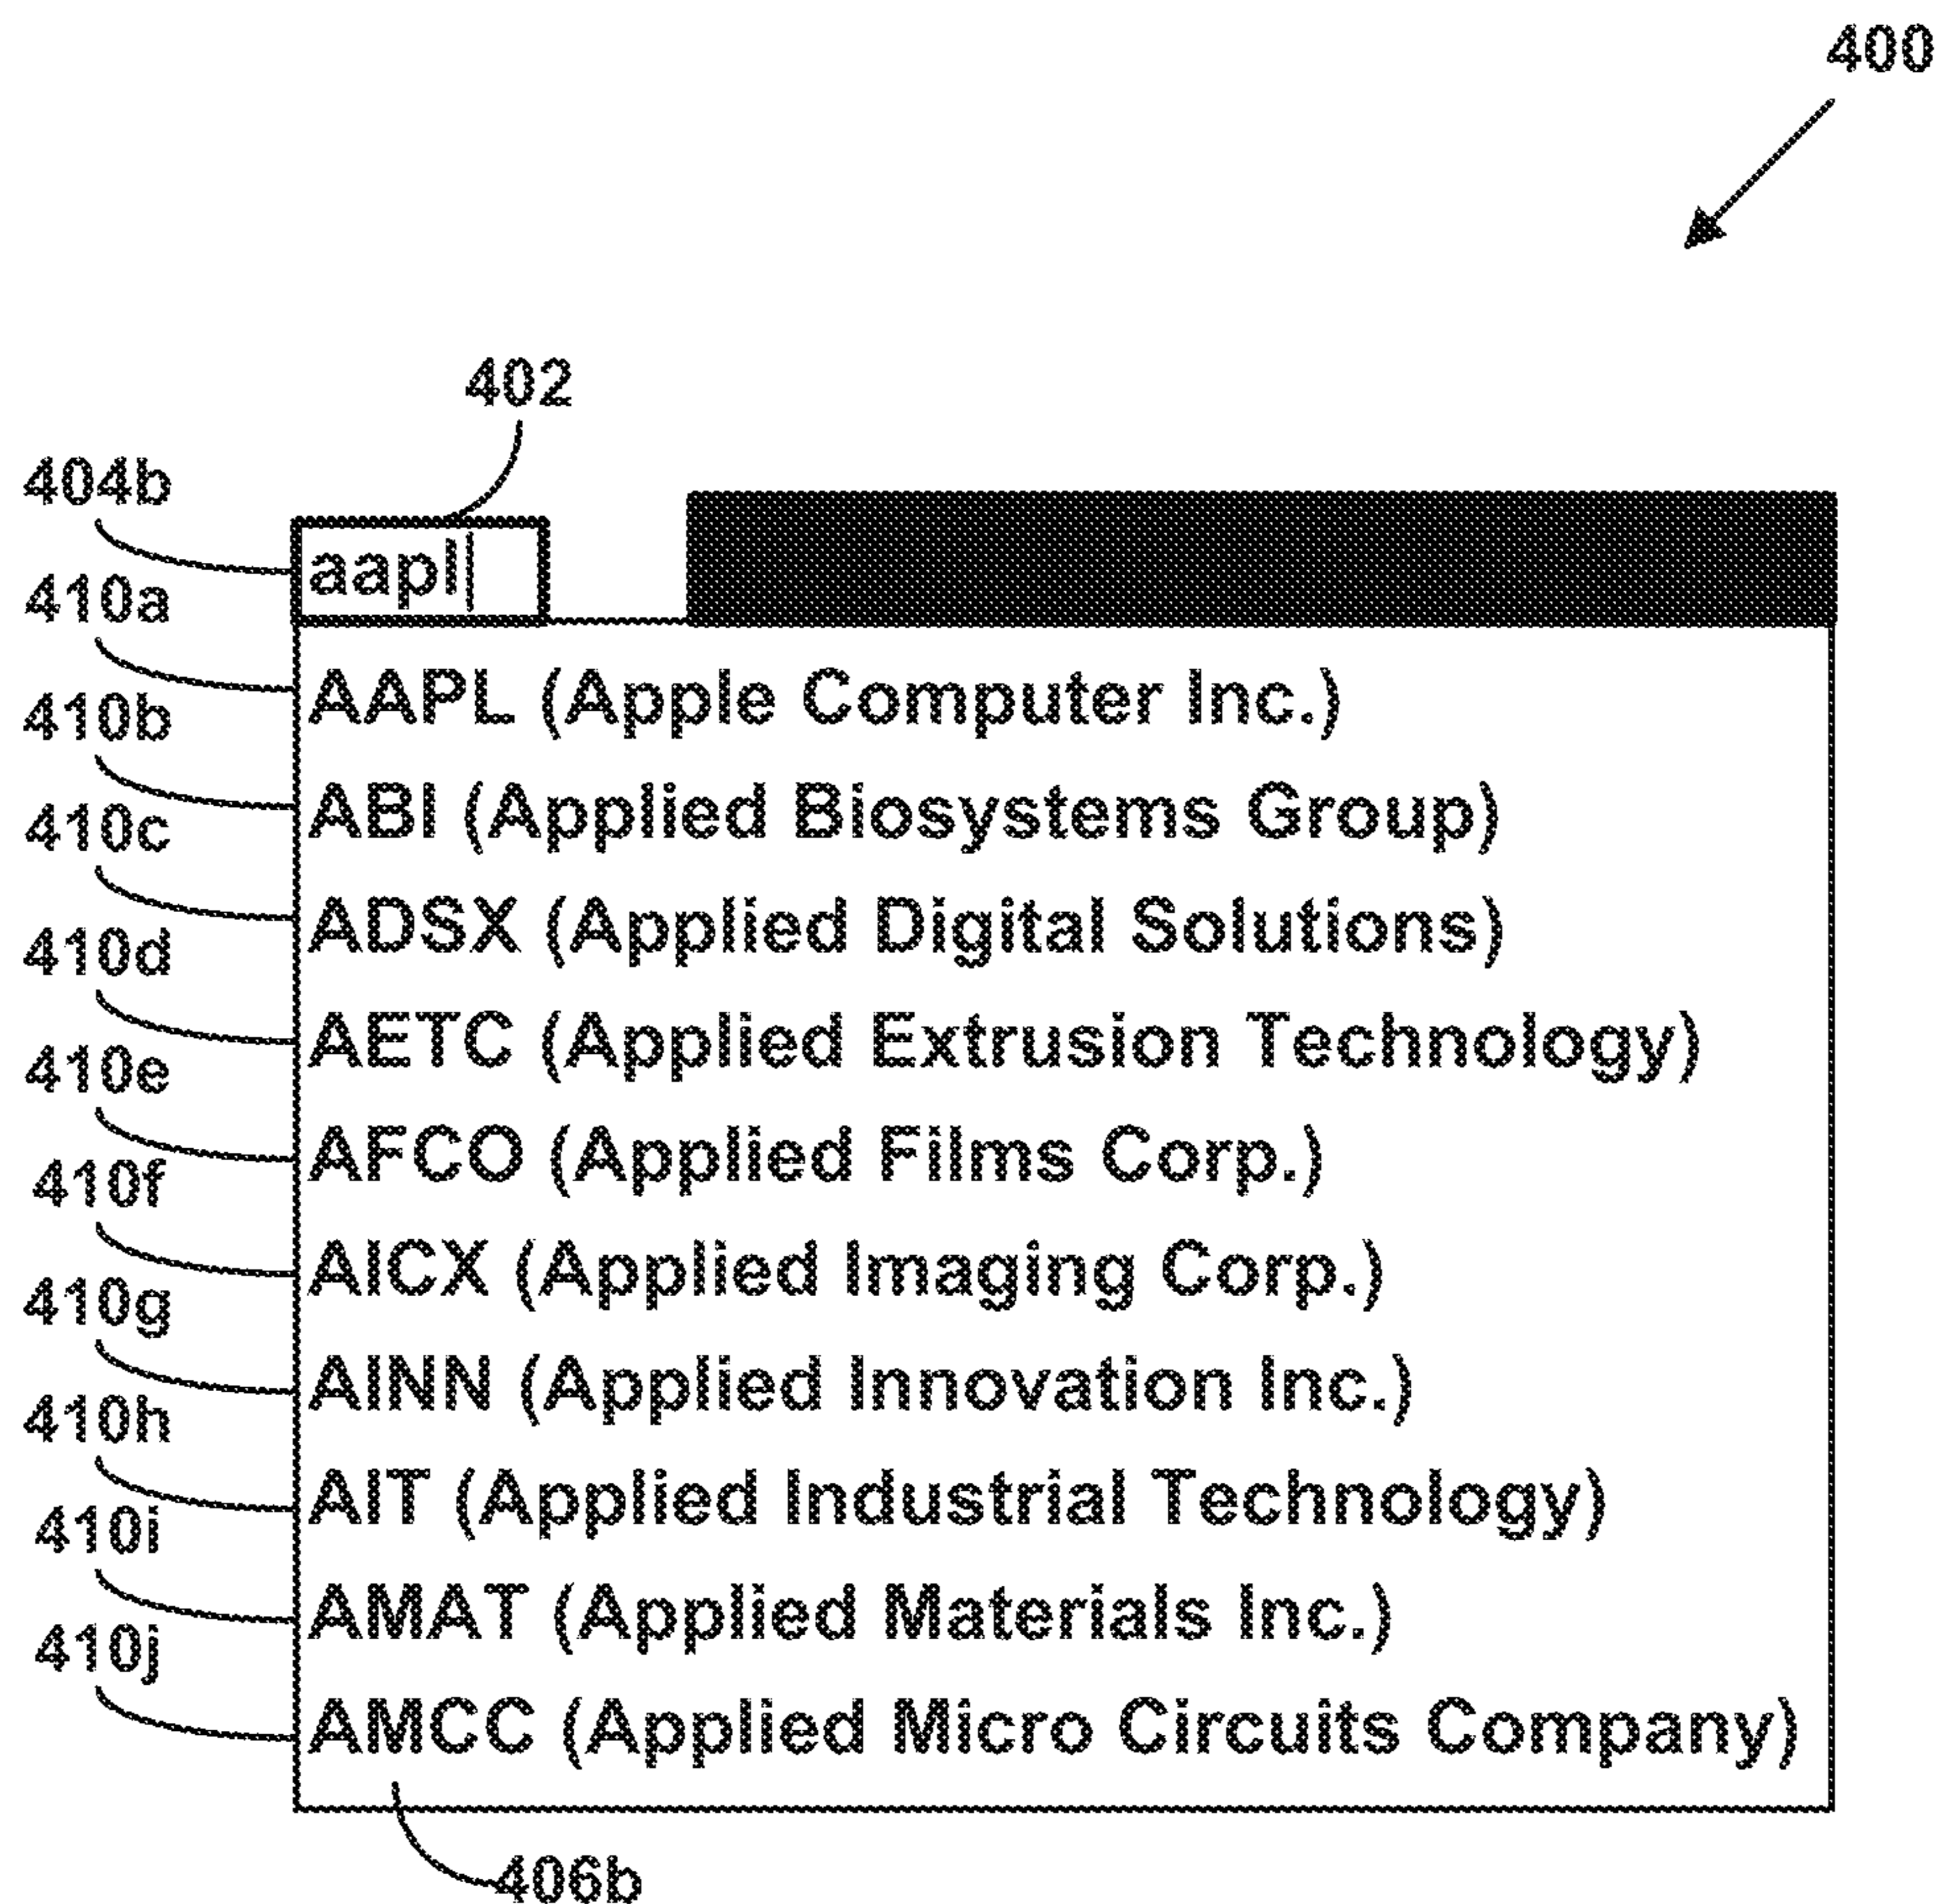 400
402
404b
aapl
410a
AAPL (Apple Computer Inc.)
410b
ABI (Applied Biosystems Group)
410c
ADSX (Applied Digital Solutions)
410d
AETC (Applied Extrusion Technology)
410e
AFCO (Applied Films Corp.)
410f
AICX (Applied Imaging Corp.)
410g
AINN (Applied Innovation Inc.)
410h
AIT (Applied Industrial Technology)
410i
AMAT (Applied Materials Inc.)
410j
AMCC (Applied Micro Circuits Company)
406b